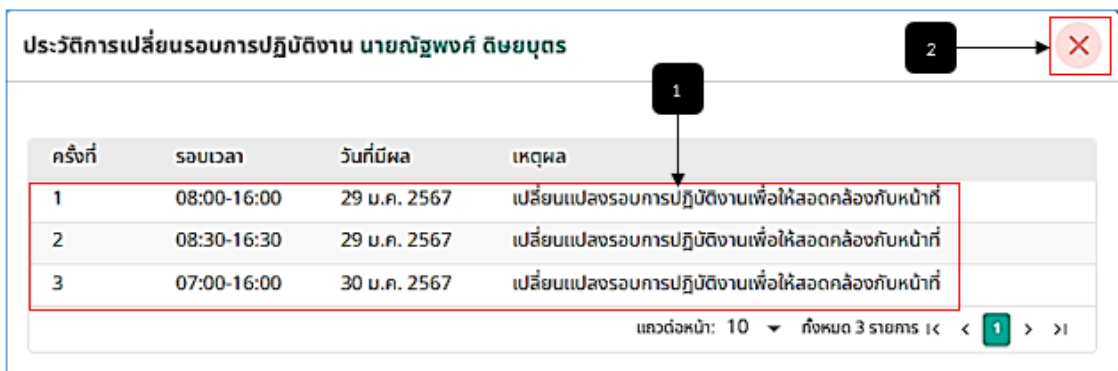 ประวัติการเปลี่ยนรอบการปฏิบัติงาน นายณัฐพงศ์ ดิษยบุตร
2
1
ครั้งที่ รอบเวลา วันที่มีผล เหตุผล
1 08:00-16:00 29 ม.ค. 2567 เปลี่ยนแปลงรอบการปฏิบัติงานเพื่อให้สอดคล้องกับหน้าที่
2 08:30-16:30 29 ม.ค. 2567 เปลี่ยนแปลงรอบการปฏิบัติงานเพื่อให้สอดคล้องกับหน้าที่
3 07:00-16:00 30 ม.ค. 2567 เปลี่ยนแปลงรอบการปฏิบัติงานเพื่อให้สอดคล้องกับหน้าที่
แถวต่อหน้า: 10 ทั้งหมด 3 รายการ 1